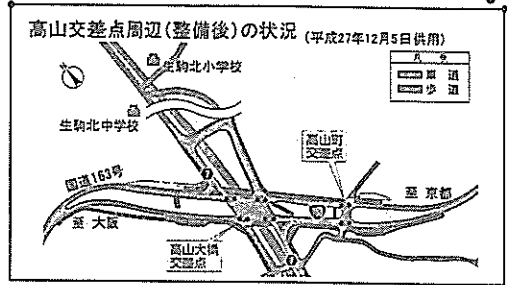 高山交差点周辺(整備後)の状況 (平成27年12月5日供用)
凡 例
車 道
歩 道
生駒北小学校
生駒北中学校
高山町
交差点
国道163号
至 京都
至 大阪
高山大橋
交差点